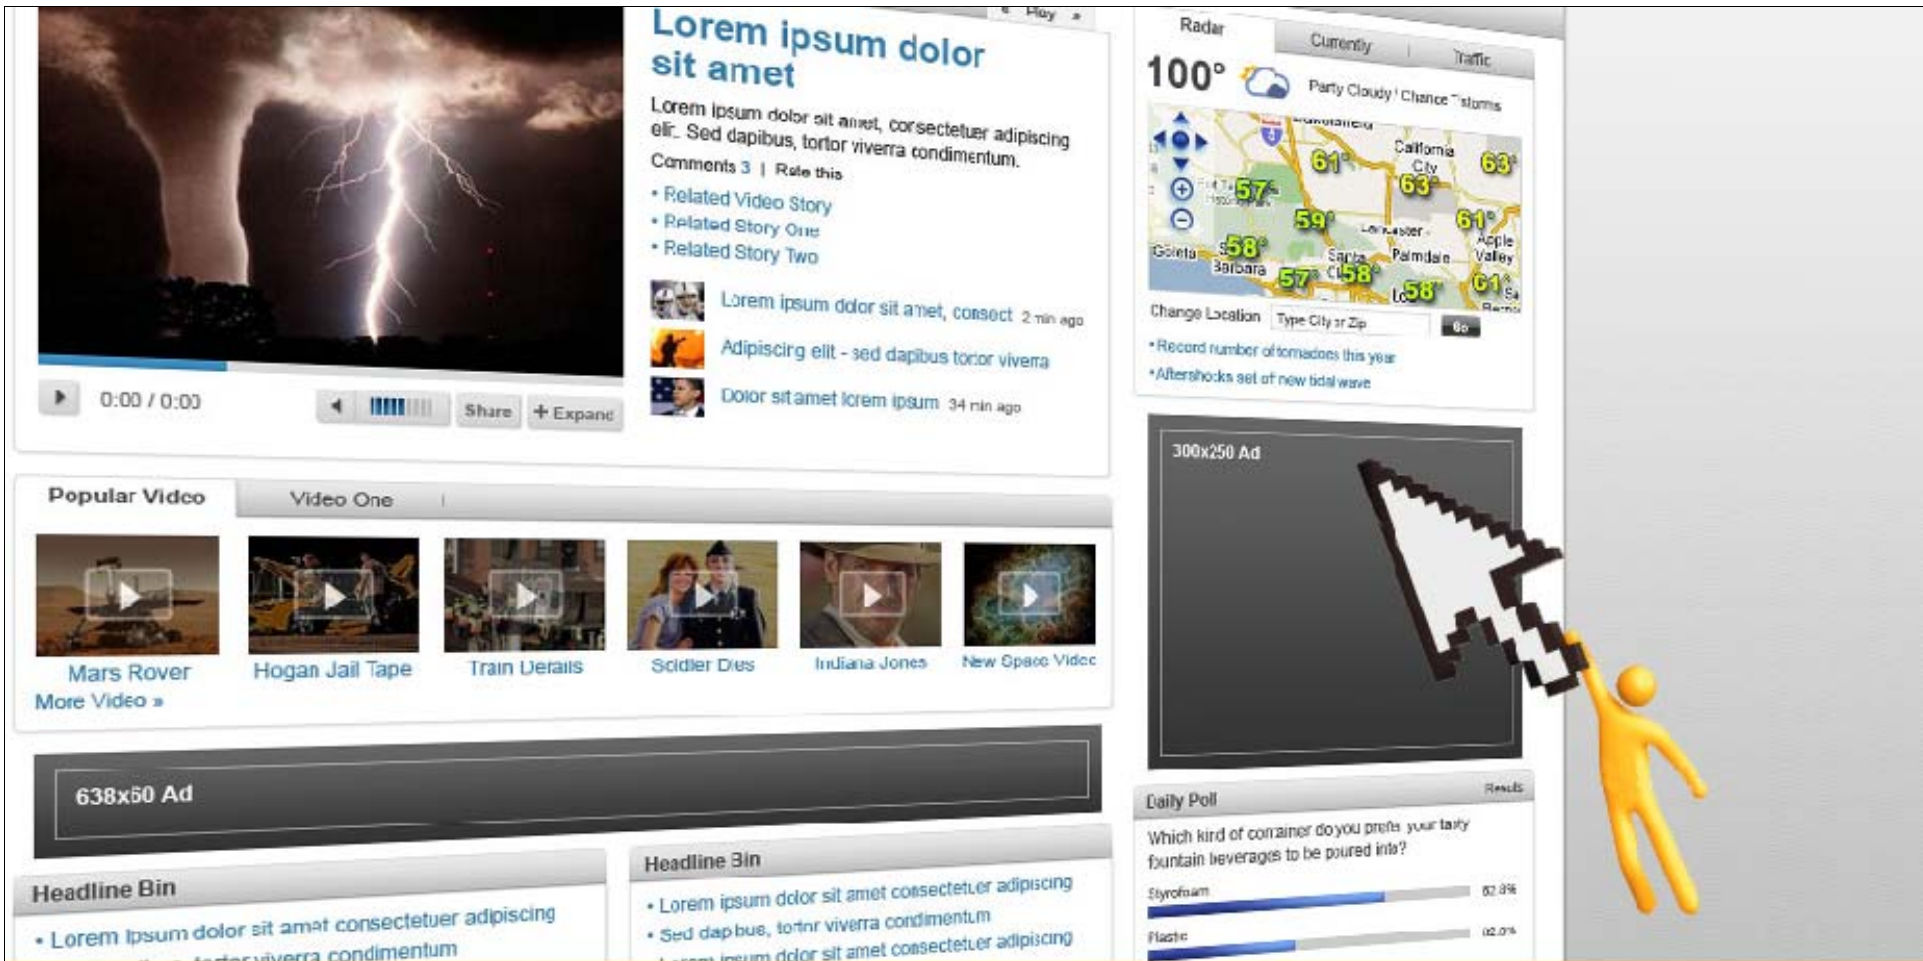 « Play »
Lorem ipsum dolor
sit amet
Lorem ipsum dolor sit amet, consectetuer adipiscing
elit. Sed dapibus, tortor viverra condimentum.
Comments 3 | Rate this
• Related Video Story
• Related Story One
• Related Story Two
Lorem ipsum dolor sit amet, consect 2 min ago
Adipiscing elit - sed dapibus tortor viverra
Dolor sit amet lorem ipsum 34 min ago
0:00 / 0:00
Share
+ Expand
Radar
Currently
Traffic
100°
Party Cloudy Chance T'storms
61°
California
City
63°
63°
57°
59°
61°
Lancaster
Apple
Valley
58°
Goleta
Barbara
Santa
Palmdale
57°
58°
58°
61°
Change Location Type City or Zip Go
• Record number of tornadoes this year
• Aftershocks set off new tidal wave
300x250 Ad
Popular Video
Video One
Mars Rover
Hogan Jail Tape
Train Derails
Soldier Dies
Indiana Jones
New Space Video
More Video »
638x60 Ad
Daily Poll Results
Which kind of container do you prefer your tasty
fountain beverages to be poured into?
Styrofoam
Plastic
Headline Bin
• Lorem ipsum dolor sit amet consectetuer adipiscing
tortor viverra condimentum
Headline Bin
• Lorem ipsum dolor sit amet consectetuer adipiscing
• Sed dapibus, tortor viverra condimentum
• Lorem ipsum dolor sit amet consectetuer adipiscing